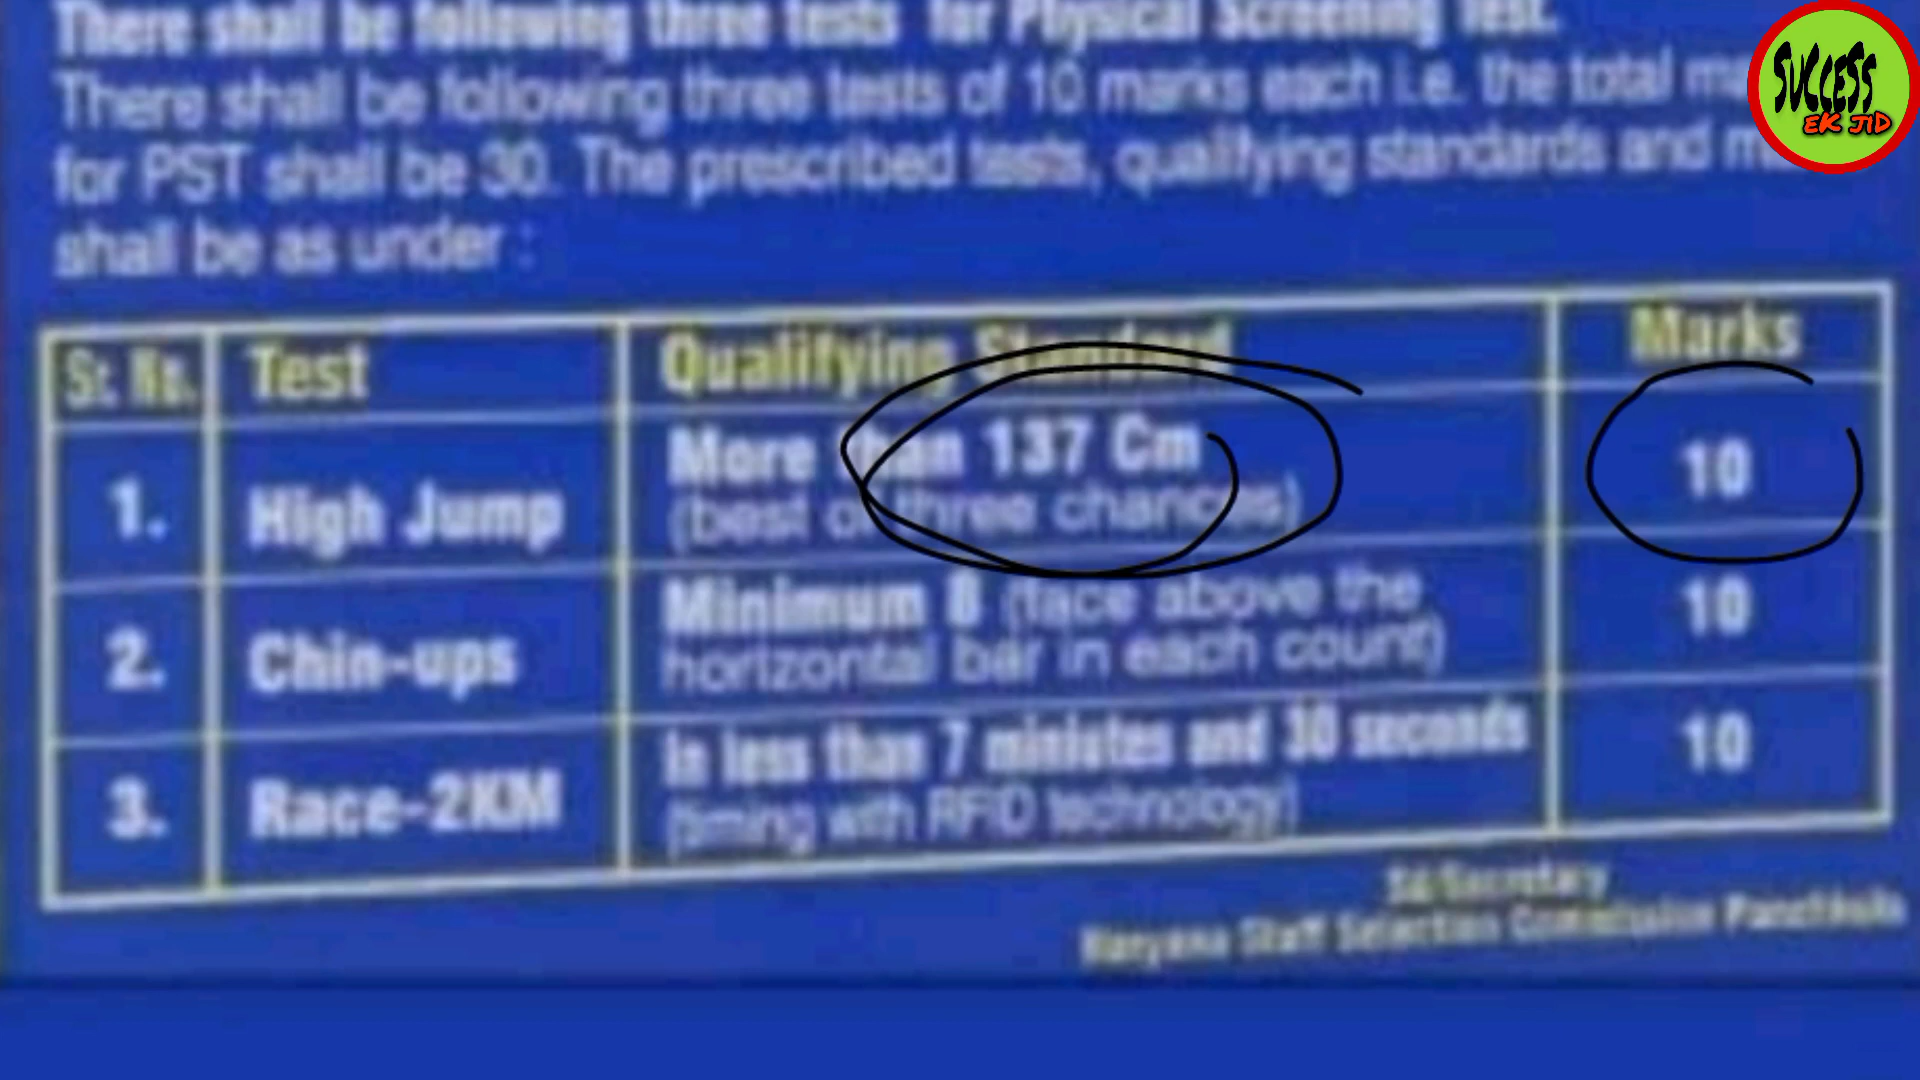 There shall be following three tests for Physical Screening Test.
There shall be following three tests of 10 marks each i.e. the total
for PST shall be 30. The prescribed tests, qualifying standards and
shall be as under :
Sr. No. Test Qualifying Standard Marks
1. High Jump More than 137 Cm 10
(best of three chances)
2. Chin-ups Minimum 8 (face above the 10
horizontal bar in each count)
3. Race-2KM In less than 7 miniutes and 30 seconds 10
(timing with RFID technology)
Sd/Secretary
Haryana Staff Selection Commission Panchkula
SUCCESS
EK JID